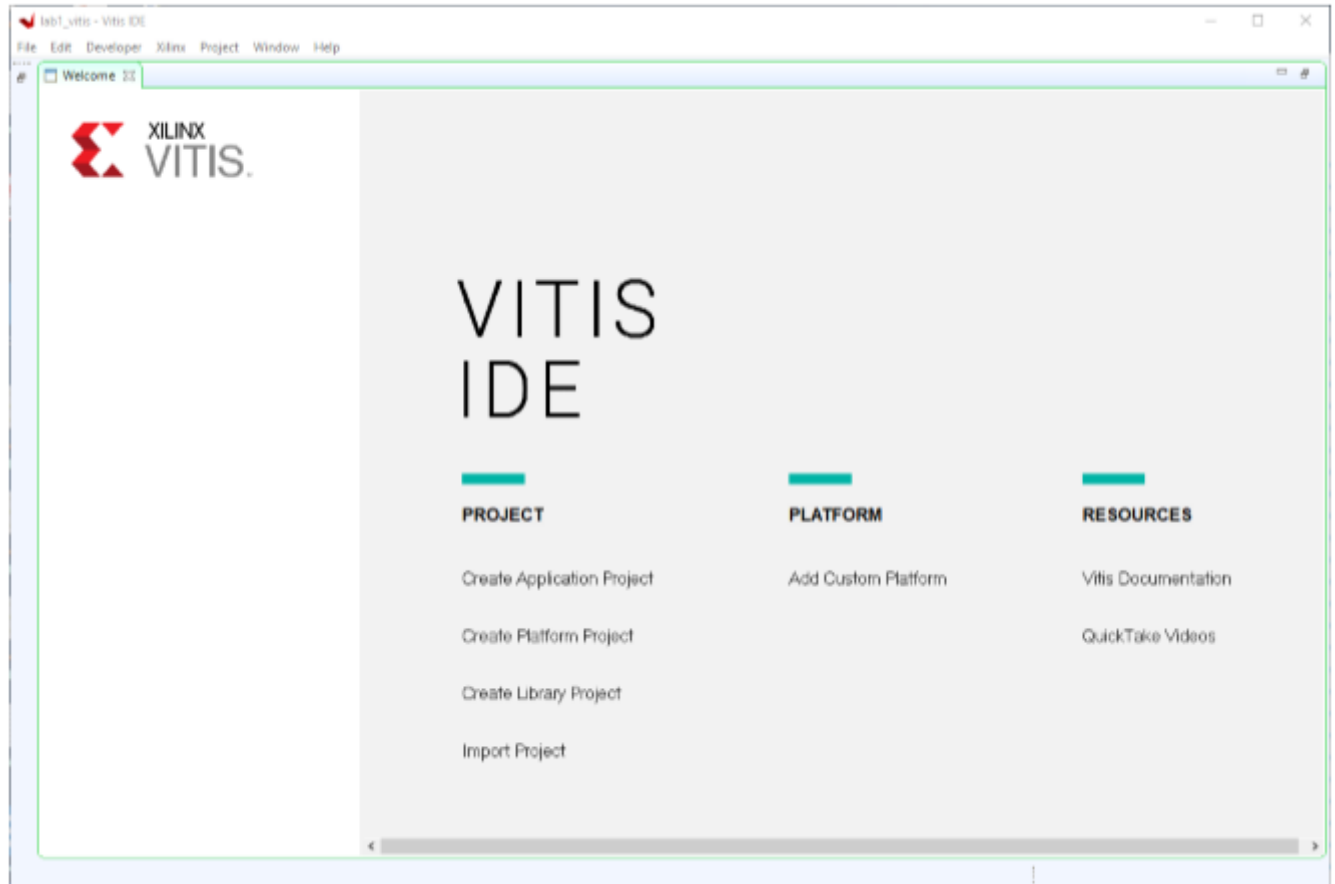 lab1_vitis - Vitis IDE
File Edit Developer Xilinx Project Window Help
Welcome
XILINX
VITIS.
VITIS
IDE
PROJECT
Create Application Project
Create Platform Project
Create Library Project
Import Project
PLATFORM
Add Custom Platform
RESOURCES
Vitis Documentation
QuickTake Videos